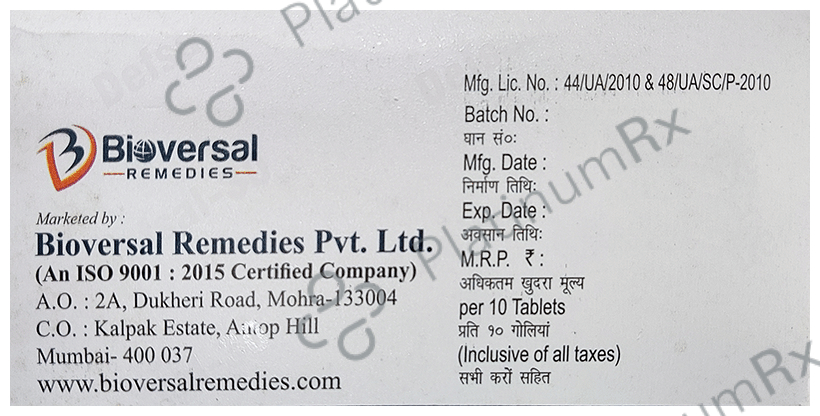 Bioversal
REMEDIES
Marketed by :
Bioversal Remedies Pvt. Ltd.
(An ISO 9001 : 2015 Certified Company)
A.O. : 2A, Dukheri Road, Mohra-133004
C.O. : Kalpak Estate, Antop Hill
Mumbai- 400 037
www.bioversalremedies.com
Mfg. Lic. No. : 44/UA/2010 & 48/UA/SC/P-2010
Batch No. :
घान सं०:
Mfg. Date :
निर्माण तिथि:
Exp. Date :
अवसान तिथि:
M.R.P. ₹ :
अधिकतम खुदरा मूल्य
per 10 Tablets
प्रति १० गोलियां
(Inclusive of all taxes)
सभी करों सहित
PlatinumRx
PlatinumRx